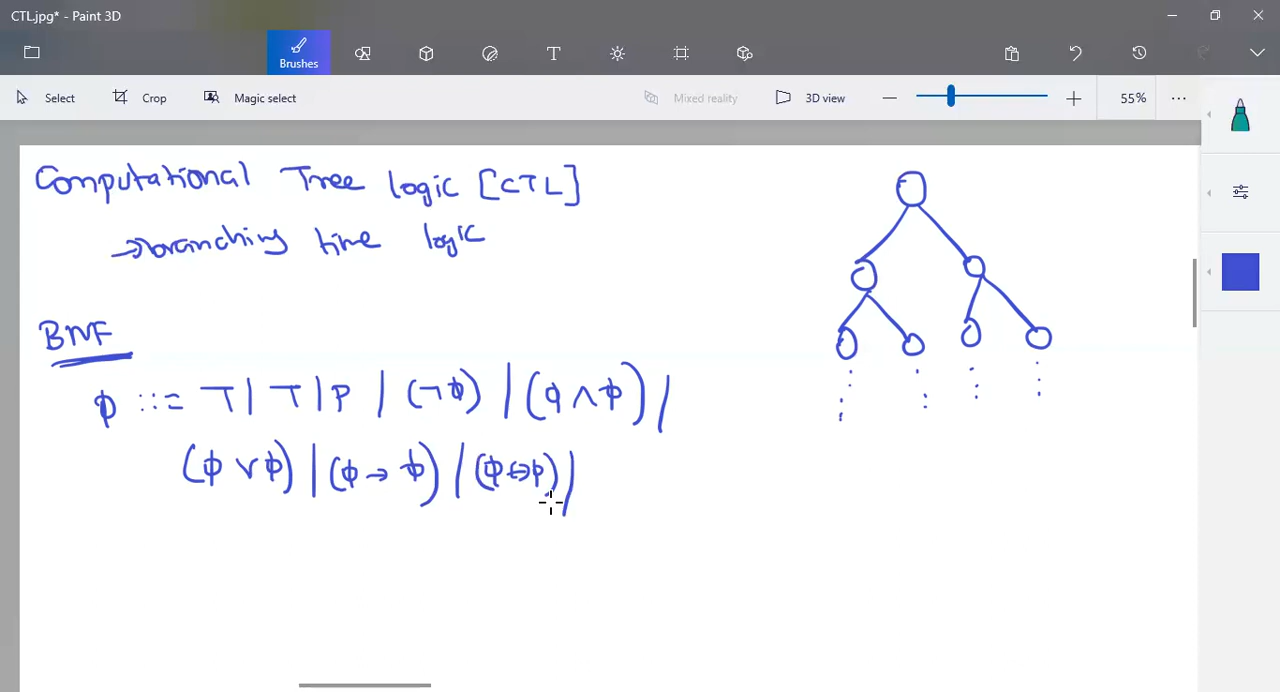 CTL.jpg* - Paint 3D
Brushes
Select Crop Magic select Mixed reality 3D view 55%
Computational Tree logic [CTL]
→ branching time logic
BNF
ϕ ::= ⊤ | ⊤ | P | (¬ϕ) | (ϕ ∧ ϕ) |
(ϕ ∨ ϕ) | (ϕ → ϕ) | (ϕ ↔ ϕ) |